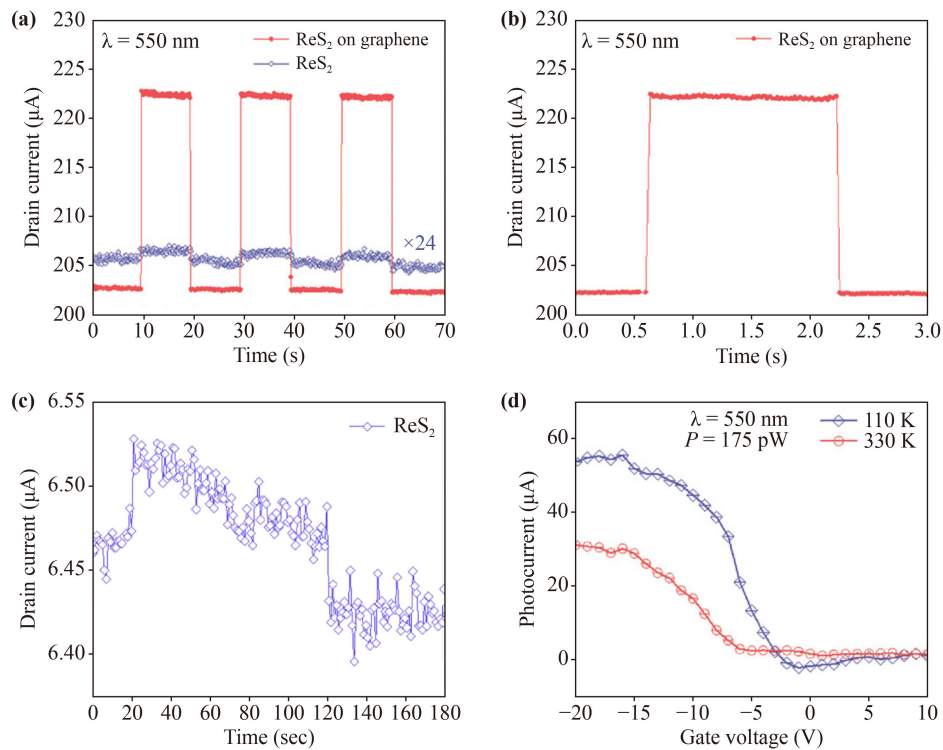 (a)
λ = 550 nm
ReS₂ on graphene
ReS₂
×24
Drain current (μA)
230
225
220
215
210
205
200
0 10 20 30 40 50 60 70
Time (s)
(b)
λ = 550 nm
ReS₂ on graphene
Drain current (μA)
230
225
220
215
210
205
200
0.0 0.5 1.0 1.5 2.0 2.5 3.0
Time (s)
(c)
ReS₂
Drain current (μA)
6.55
6.50
6.45
6.40
0 20 40 60 80 100 120 140 160 180
Time (sec)
(d)
λ = 550 nm
P = 175 pW
110 K
330 K
Photocurrent (μA)
60
40
20
0
−20 −15 −10 −5 0 5 10
Gate voltage (V)